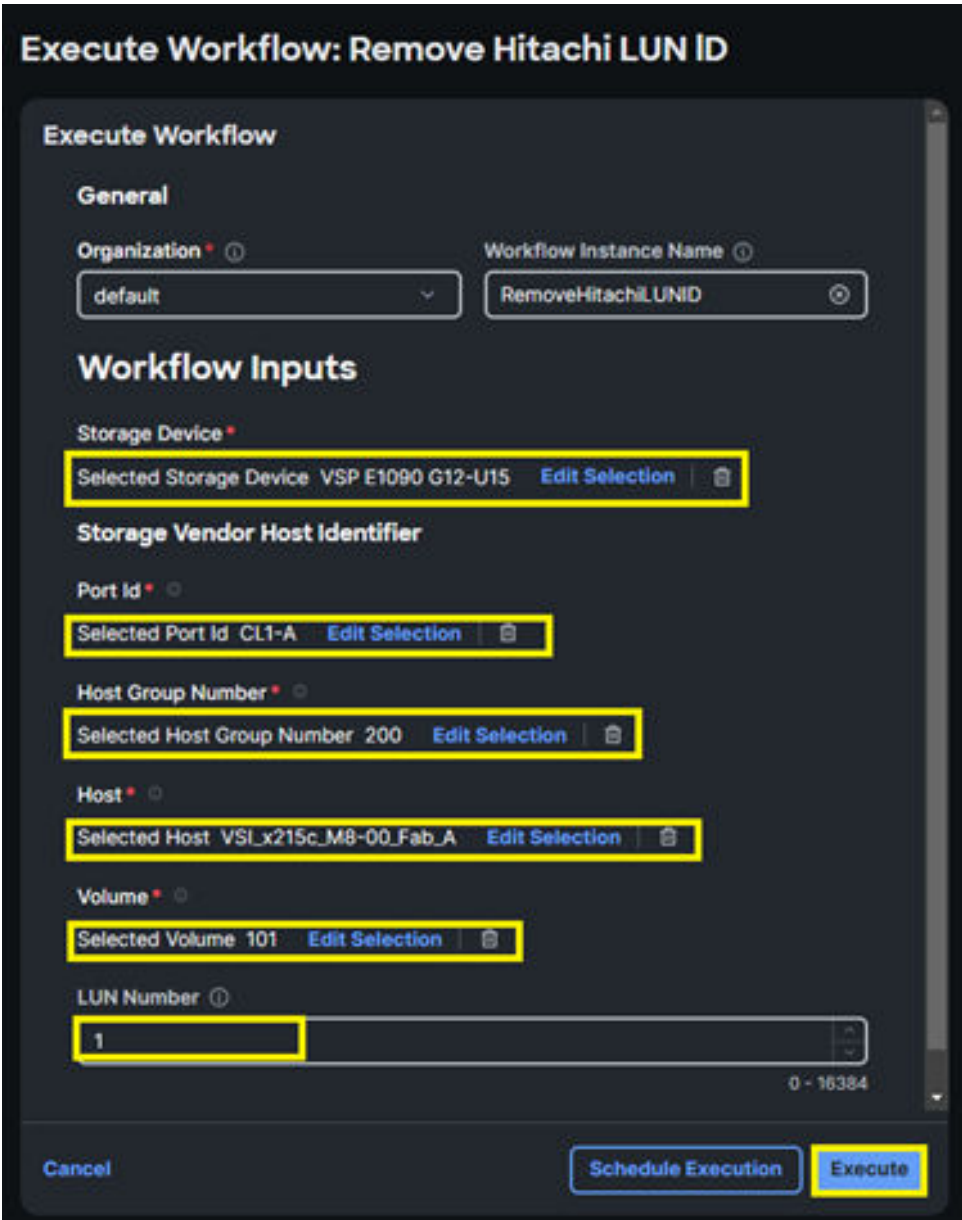 Execute Workflow: Remove Hitachi LUN ID
Execute Workflow
General
Organization * Workflow Instance Name
default RemoveHitachiLUNID
Workflow Inputs
Storage Device *
Selected Storage Device VSP E1090 G12-U15 Edit Selection
Storage Vendor Host Identifier
Port Id *
Selected Port Id CL1-A Edit Selection
Host Group Number *
Selected Host Group Number 200 Edit Selection
Host *
Selected Host VSI_x215c_M8-00_Fab_A Edit Selection
Volume *
Selected Volume 101 Edit Selection
LUN Number
1
0 - 16384
Cancel Schedule Execution Execute